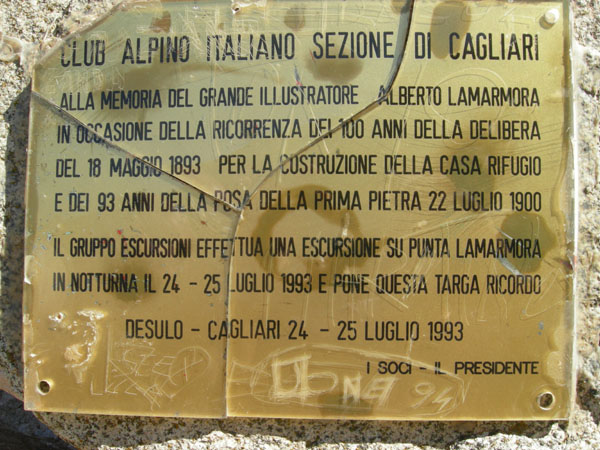 CLUB ALPINO ITALIANO SEZIONE DI CAGLIARI
ALLA MEMORIA DEL GRANDE ILLUSTRATORE ALBERTO LAMARMORA
IN OCCASIONE DELLA RICORRENZA DEI 100 ANNI DELLA DELIBERA
DEL 18 MAGGIO 1893 PER LA COSTRUZIONE DELLA CASA RIFUGIO
E DEI 93 ANNI DELLA POSA DELLA PRIMA PIETRA 22 LUGLIO 1900
IL GRUPPO ESCURSIONI EFFETTUA UNA ESCURSIONE SU PUNTA LAMARMORA
IN NOTTURNA IL 24 - 25 LUGLIO 1993 E PONE QUESTA TARGA RICORDO
DESULO - CAGLIARI 24 - 25 LUGLIO 1993
I SOCI - IL PRESIDENTE
94